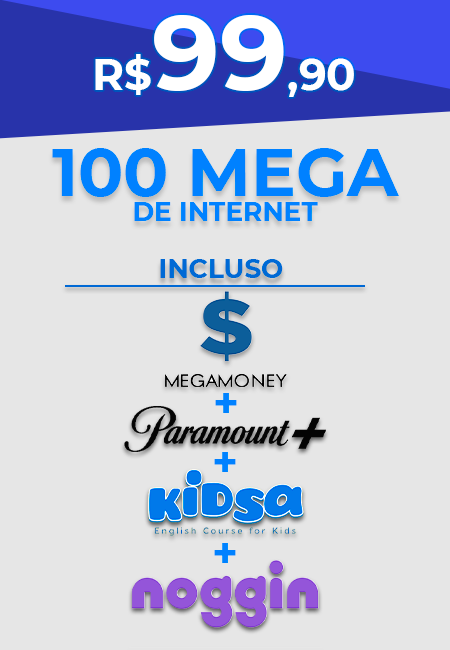 R$99,90
100 MEGA
DE INTERNET
INCLUSO
$
MEGAMONEY
+
Paramount+
+
KiDsa
English Course for Kids
+
noggin